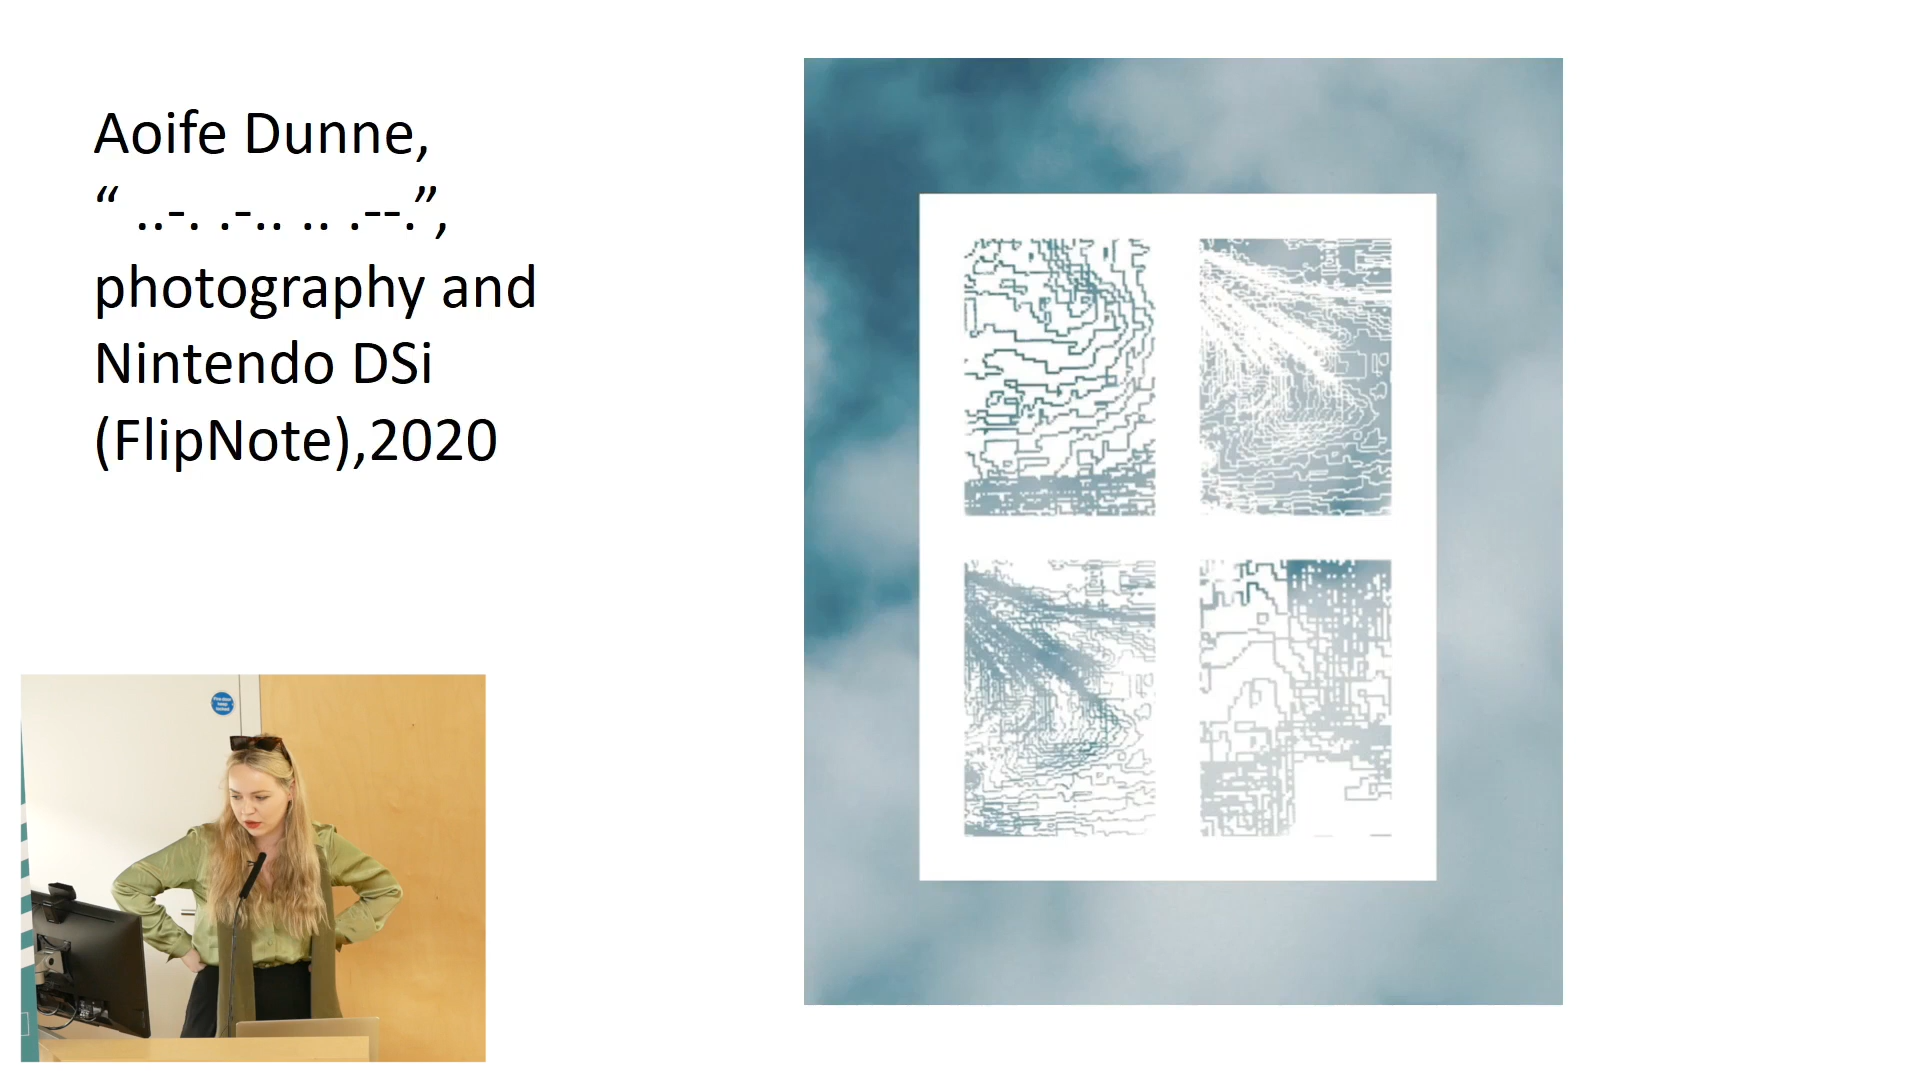 Aoife Dunne,
“ ..-. .-.. .. .--.”,
photography and
Nintendo DSi
(FlipNote),2020